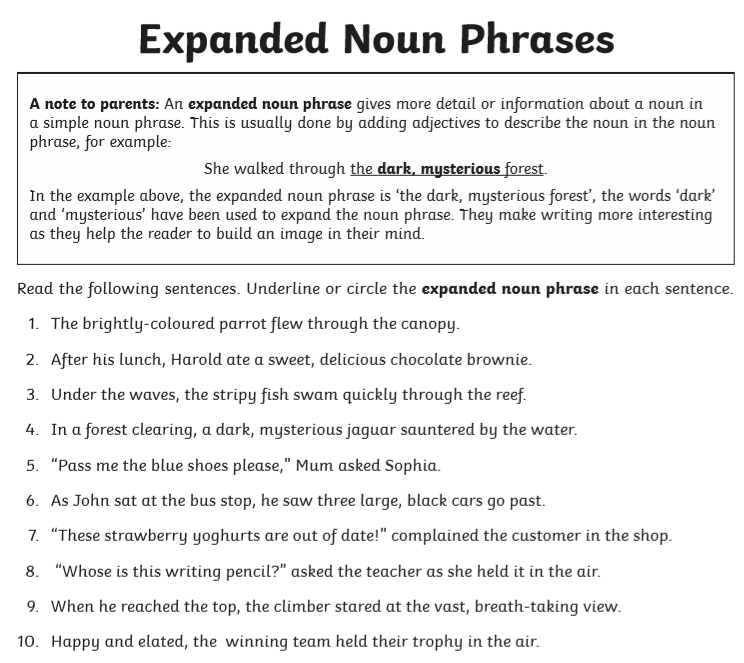 Expanded Noun Phrases
A note to parents: An expanded noun phrase gives more detail or information about a noun in
a simple noun phrase. This is usually done by adding adjectives to describe the noun in the noun
phrase, for example:
She walked through the dark, mysterious forest.
In the example above, the expanded noun phrase is ‘the dark, mysterious forest’, the words ‘dark’
and ‘mysterious’ have been used to expand the noun phrase. They make writing more interesting
as they help the reader to build an image in their mind.
Read the following sentences. Underline or circle the expanded noun phrase in each sentence.
1. The brightly-coloured parrot flew through the canopy.
2. After his lunch, Harold ate a sweet, delicious chocolate brownie.
3. Under the waves, the stripy fish swam quickly through the reef.
4. In a forest clearing, a dark, mysterious jaguar sauntered by the water.
5. “Pass me the blue shoes please,” Mum asked Sophia.
6. As John sat at the bus stop, he saw three large, black cars go past.
7. “These strawberry yoghurts are out of date!” complained the customer in the shop.
8. “Whose is this writing pencil?” asked the teacher as she held it in the air.
9. When he reached the top, the climber stared at the vast, breath-taking view.
10. Happy and elated, the winning team held their trophy in the air.